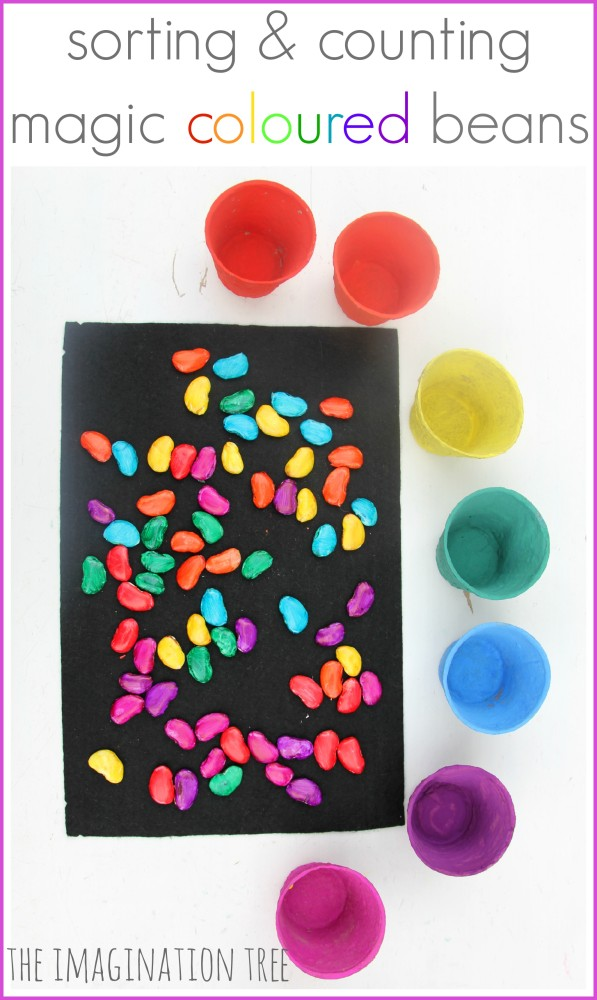 sorting & counting
magic coloured beans
THE IMAGINATION TREE